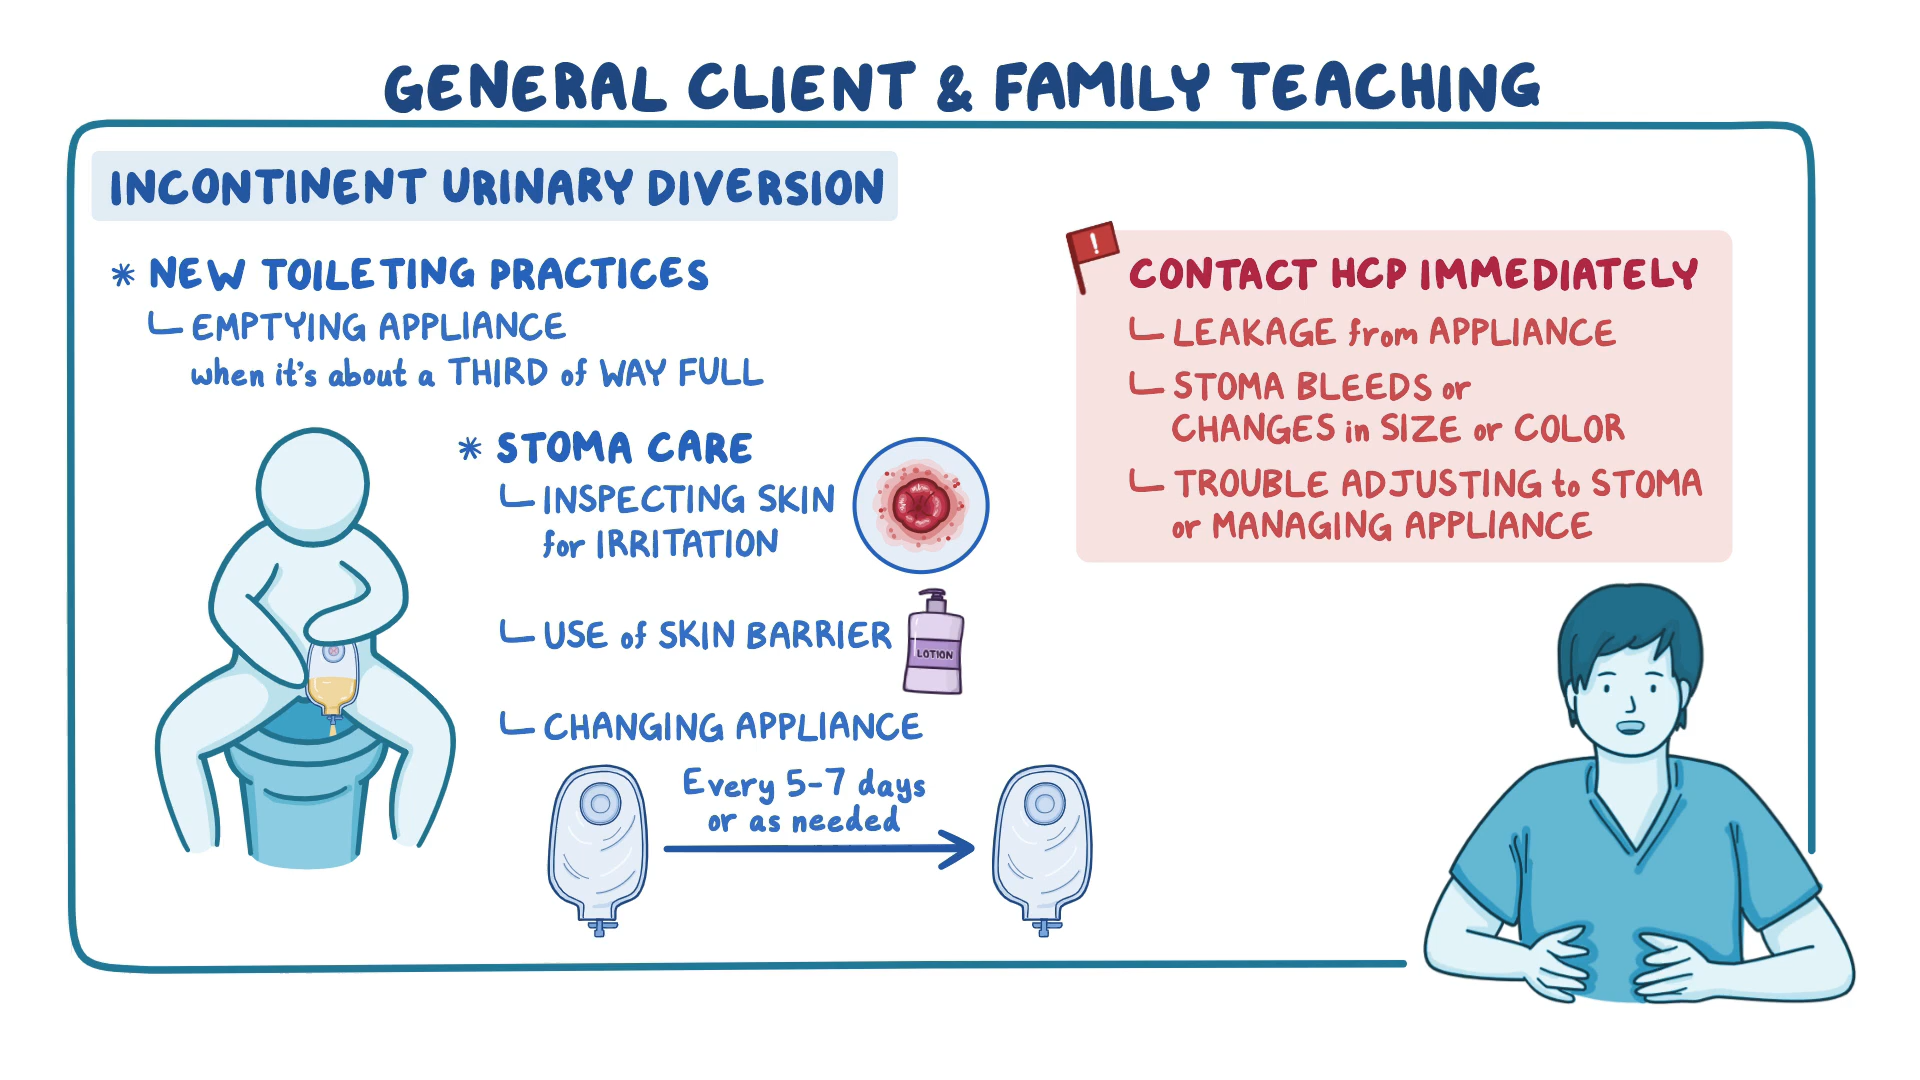 GENERAL CLIENT & FAMILY TEACHING
INCONTINENT URINARY DIVERSION
* NEW TOILETING PRACTICES
EMPTYING APPLIANCE
when it's about a THIRD of WAY FULL
* STOMA CARE
INSPECTING SKIN
for IRRITATION
USE of SKIN BARRIER
LOTION
CHANGING APPLIANCE
Every 5-7 days
or as needed
!
CONTACT HCP IMMEDIATELY
LEAKAGE from APPLIANCE
STOMA BLEEDS or
CHANGES in SIZE or COLOR
TROUBLE ADJUSTING to STOMA
or MANAGING APPLIANCE